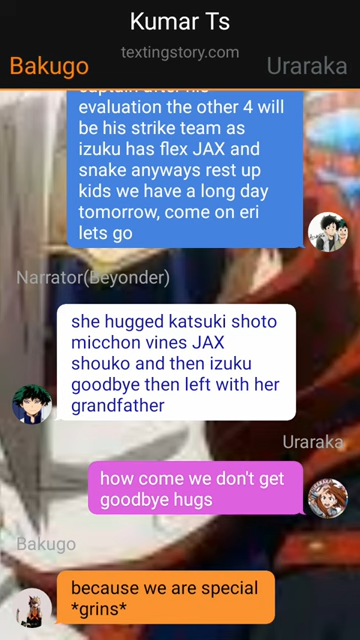 Kumar Ts
textingstory.com
Bakugo
Uraraka
evaluation the other 4 will
be his strike team as
izuku has flex JAX and
snake anyways rest up
kids we have a long day
tomorrow, come on eri
lets go
Narrator(Beyonder)
she hugged katsuki shoto
micchon vines JAX
shouko and then izuku
goodbye then left with her
grandfather
Uraraka
how come we don't get
goodbye hugs
Bakugo
because we are special
*grins*